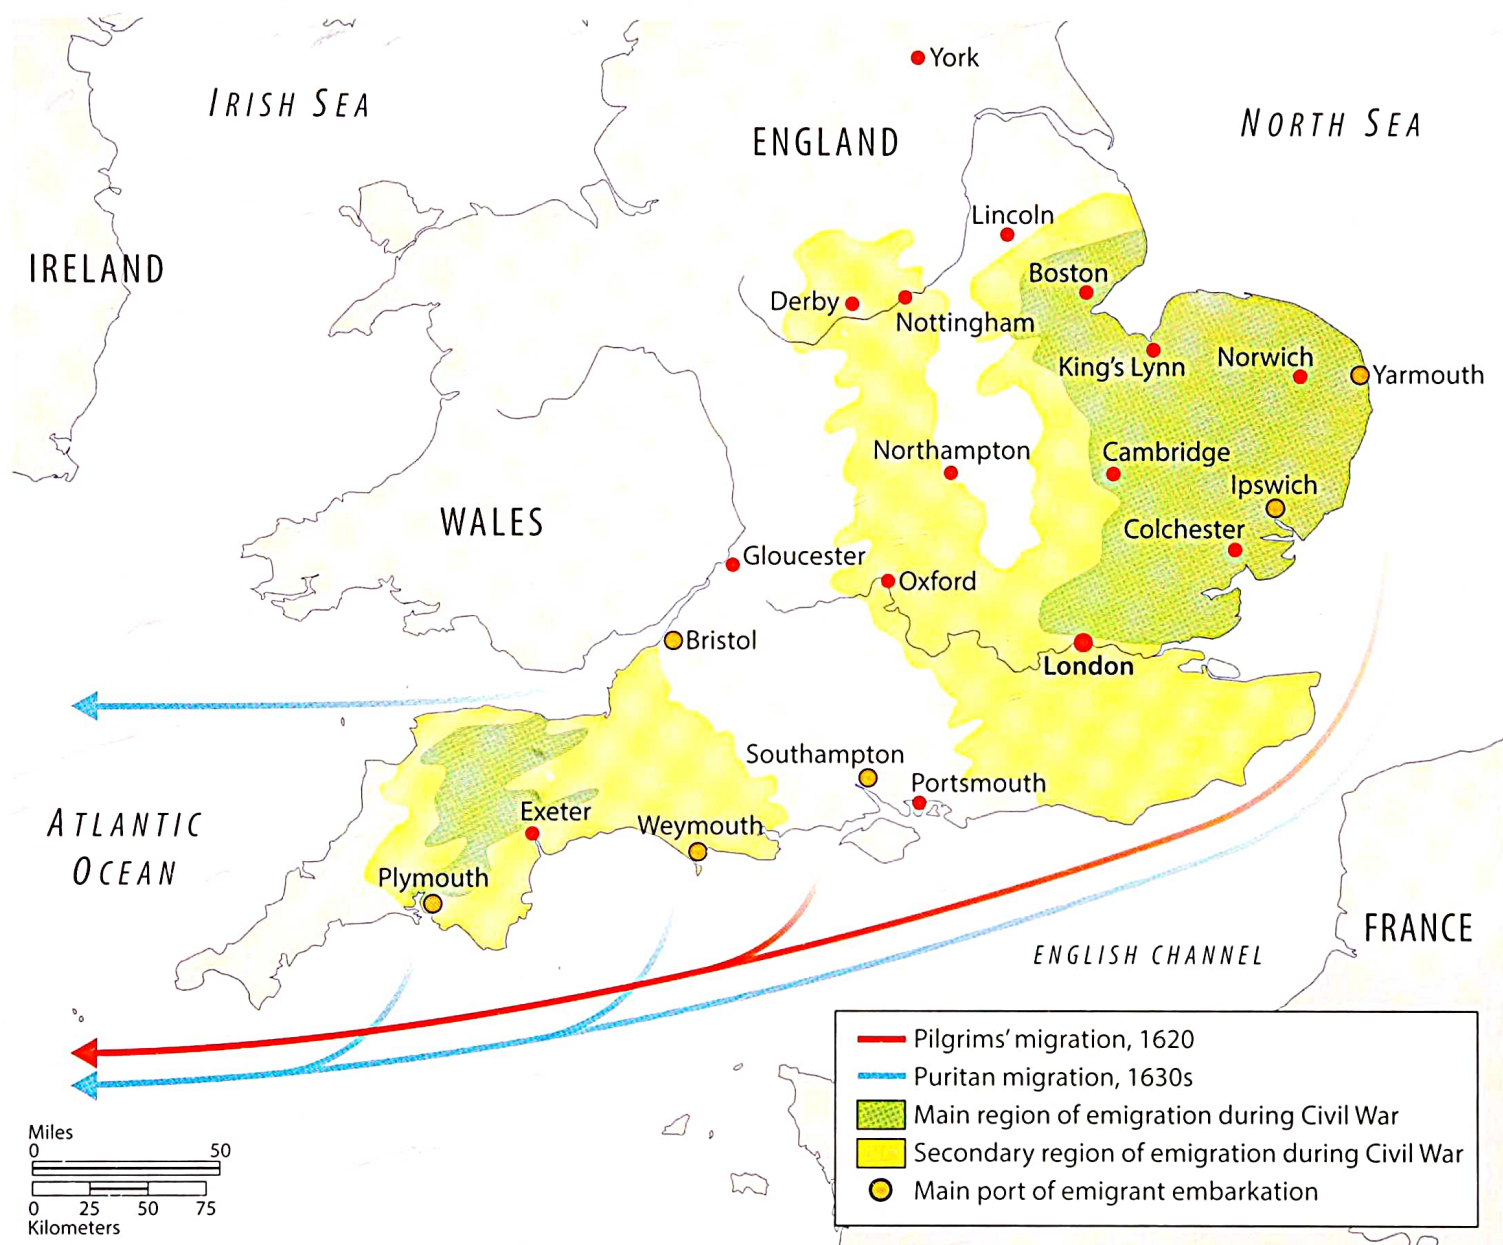 York
IRISH SEA
NORTH SEA
ENGLAND
Lincoln
IRELAND
Boston
Derby
Nottingham
King's Lynn
Norwich
Yarmouth
Northampton
Cambridge
Ipswich
WALES
Colchester
Gloucester
Oxford
Bristol
London
Southampton
Portsmouth
Exeter
Weymouth
ATLANTIC
OCEAN
Plymouth
FRANCE
ENGLISH CHANNEL
Pilgrims' migration, 1620
Puritan migration, 1630s
Main region of emigration during Civil War
Secondary region of emigration during Civil War
Main port of emigrant embarkation
Miles
0 50
0 25 50 75
Kilometers